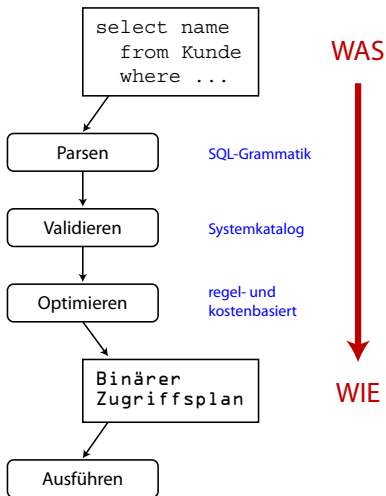 select name
from Kunde
where ...
WAS
Parsen
SQL-Grammatik
Validieren
Systemkatalog
Optimieren
regel- und
kostenbasiert
Binärer
Zugriffsplan
WIE
Ausführen